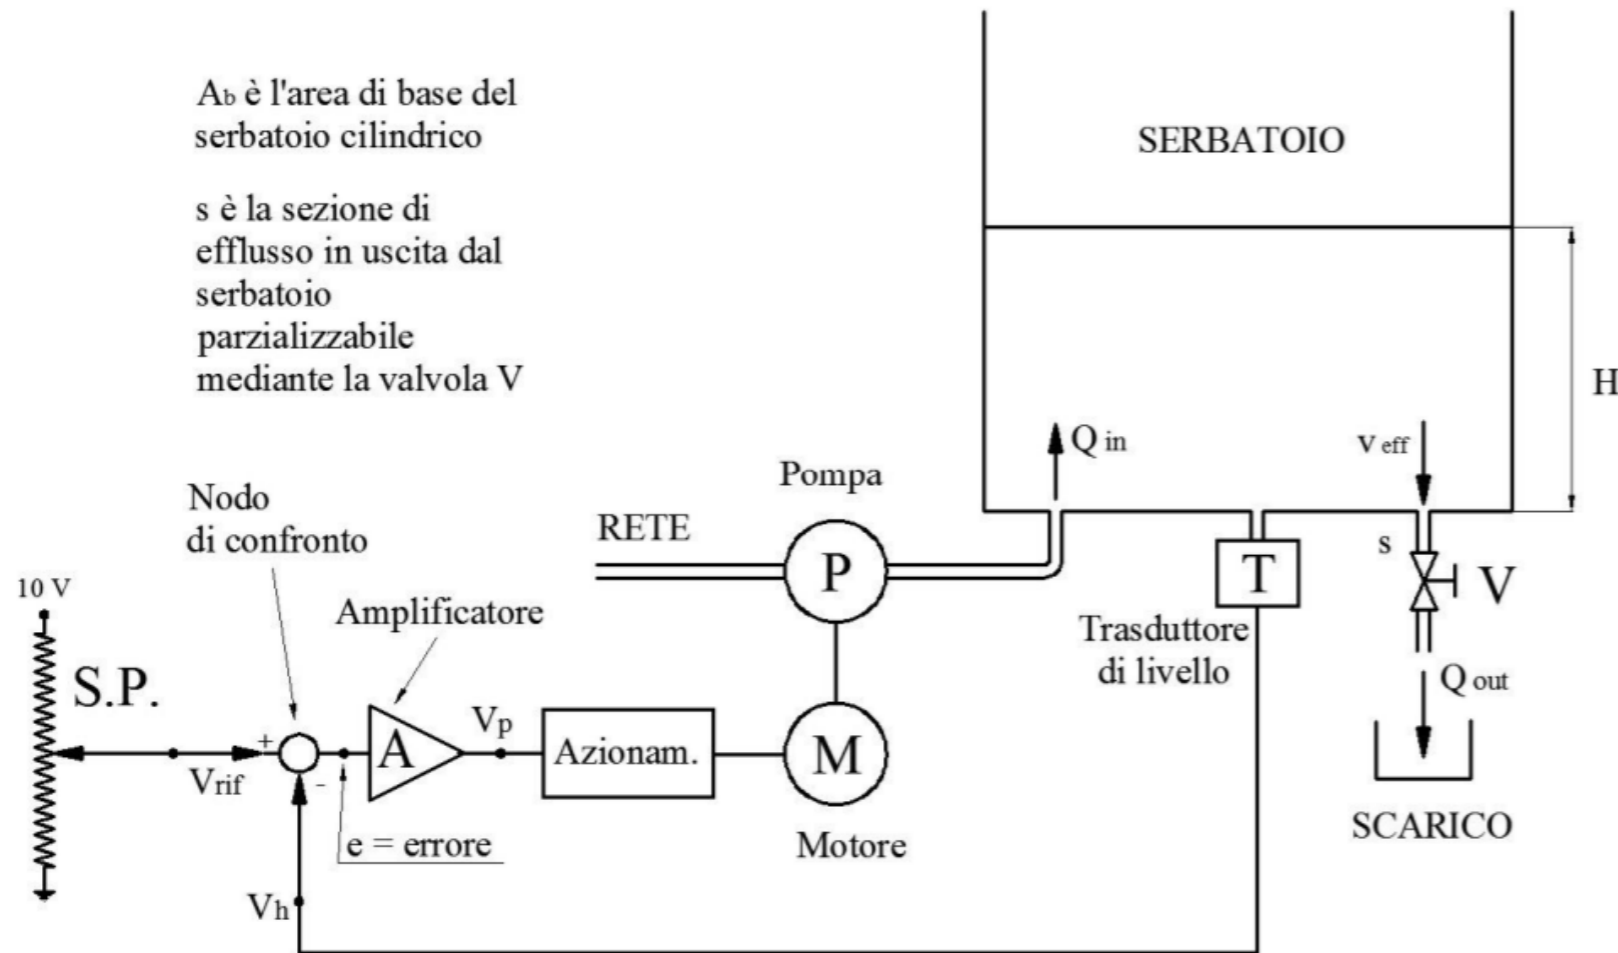 Ab è l'area di base del
serbatoio cilindrico
s è la sezione di
efflusso in uscita dal
serbatoio
parzializzabile
mediante la valvola V
SERBATOIO
H
Q in
v eff
Pompa
Nodo
di confronto
RETE
P
s
T
V
10 V
Amplificatore
Trasduttore
di livello
S.P.
Vp
Q out
+
A
Azionam.
M
Vrif
-
e = errore
Motore
SCARICO
Vh